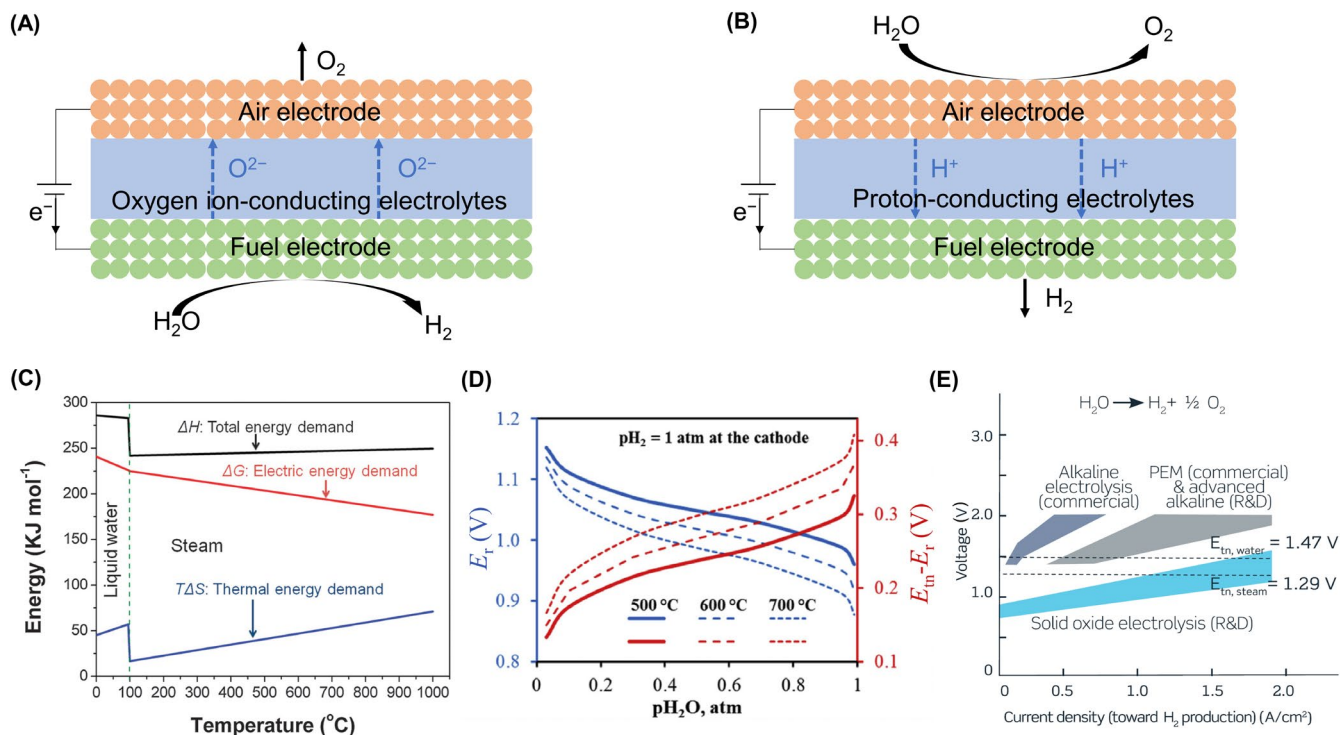 (A)
O₂
Air electrode
O²⁻ O²⁻
Oxygen ion-conducting electrolytes
e⁻
Fuel electrode
H₂O H₂
(B)
H₂O O₂
Air electrode
H⁺ H⁺
Proton-conducting electrolytes
e⁻
Fuel electrode
H₂
(C)
Energy (KJ mol⁻¹)
300
250
200
150
100
50
0
ΔH: Total energy demand
ΔG: Electric energy demand
Liquid water
Steam
TΔS: Thermal energy demand
0 100 200 300 400 500 600 700 800 900 1000
Temperature (°C)
(D)
Eᵣ (V)
1.2
1.1
1.0
0.9
0.8
pH₂ = 1 atm at the cathode
500 °C 600 °C 700 °C
0.4
0.3
0.2
0.1
Eₜₙ-Eᵣ (V)
0 0.2 0.4 0.6 0.8 1
pH₂O, atm
(E)
H₂O → H₂+ ½ O₂
Voltage (V)
3.0
2.0
1.0
0
Alkaline
electrolysis
(commercial)
PEM (commercial)
& advanced
alkaline (R&D)
E tn, water = 1.47 V
E tn, steam = 1.29 V
Solid oxide electrolysis (R&D)
0 0.5 1.0 1.5 2.0
Current density (toward H₂ production) (A/cm²)